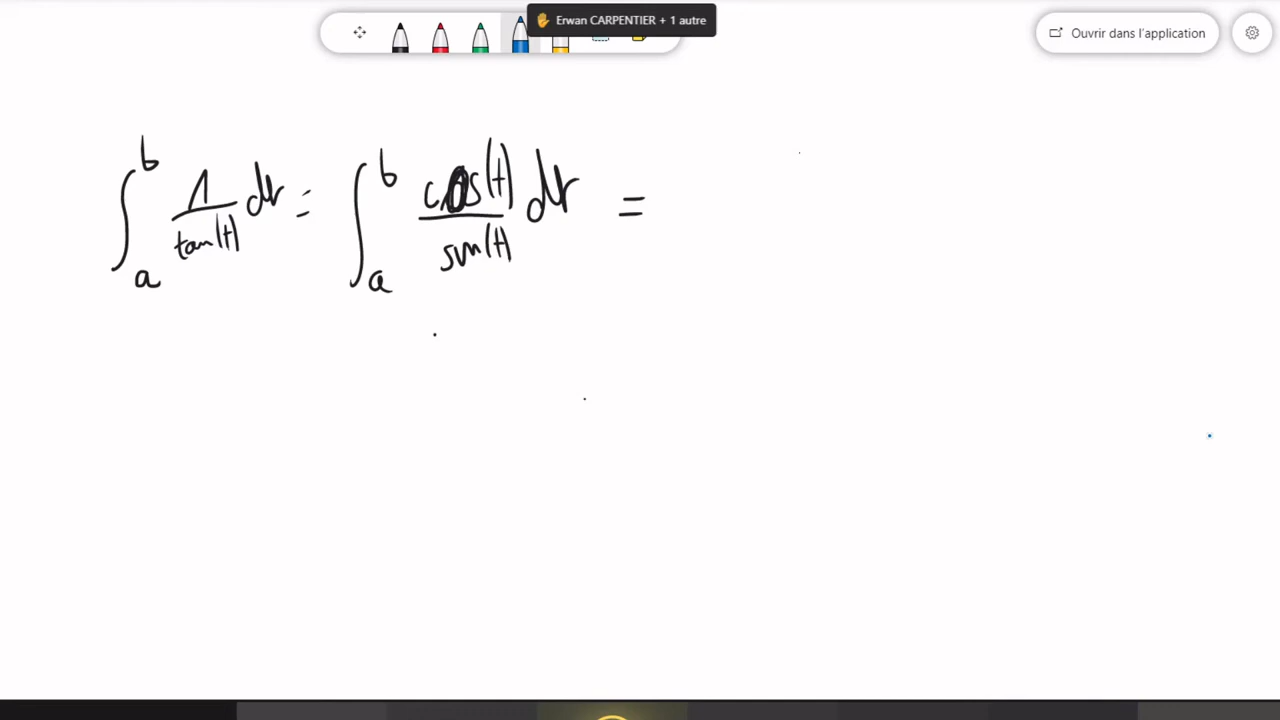 Erwan CARPENTIER + 1 autre
Ouvrir dans l'application
∫_a^b 1/tan(t) dt = ∫_a^b cos(t)/sin(t) dt =